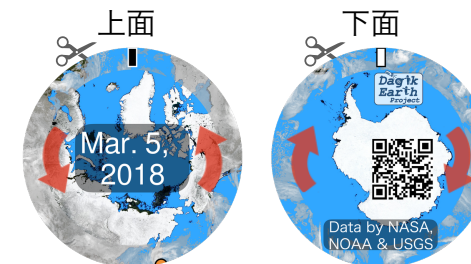 上面
下面
Dagik
Earth
Project
Mar. 5,
2018
Data by NASA,
NOAA & USGS